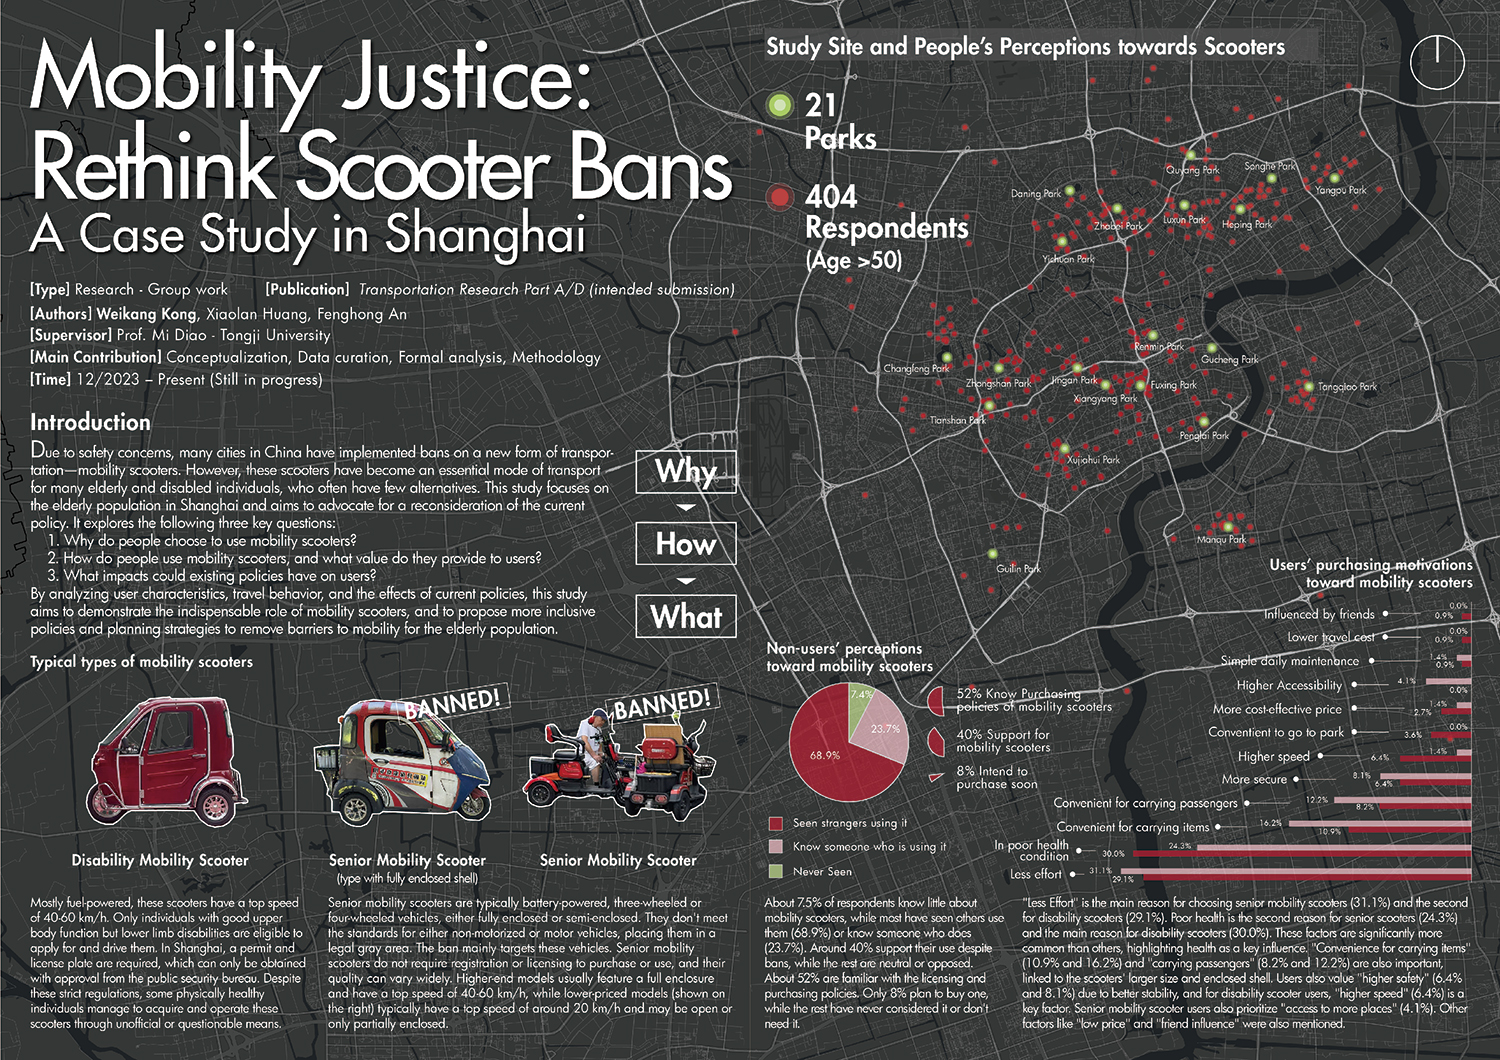 Mobility Justice:
Rethink Scooter Bans
A Case Study in Shanghai
[Type] Research - Group work [Publication] Transportation Research Part A/D (intended submission)
[Authors] Weikang Kong, Xiaolan Huang, Fenghong An
[Supervisor] Prof. Mi Diao - Tongji University
[Main Contribution] Conceptualization, Data curation, Formal analysis, Methodology
[Time] 12/2023 – Present (Still in progress)
Introduction
Due to safety concerns, many cities in China have implemented bans on a new form of transpor-
tation—mobility scooters. However, these scooters have become an essential mode of transport
for many elderly and disabled individuals, who often have few alternatives. This study focuses on
the elderly population in Shanghai and aims to advocate for a reconsideration of the current
policy. It explores the following three key questions:
1. Why do people choose to use mobility scooters?
2. How do people use mobility scooters, and what value do they provide to users?
3. What impacts could existing policies have on users?
By analyzing user characteristics, travel behavior, and the effects of current policies, this study
aims to demonstrate the indispensable role of mobility scooters, and to propose more inclusive
policies and planning strategies to remove barriers to mobility for the elderly population.
Why
How
What
Typical types of mobility scooters
BANNED!
BANNED!
Disability Mobility Scooter
Senior Mobility Scooter
(type with fully enclosed shell)
Senior Mobility Scooter
Mostly fuel-powered, these scooters have a top speed
of 40-60 km/h. Only individuals with good upper
body function but lower limb disabilities are eligible to
apply for and drive them. In Shanghai, a permit and
license plate are required, which can only be obtained
with approval from the public security bureau. Despite
these strict regulations, some physically healthy
individuals manage to acquire and operate these
scooters through unofficial or questionable means.
Senior mobility scooters are typically battery-powered, three-wheeled or
four-wheeled vehicles, either fully enclosed or semi-enclosed. They don't meet
the standards for either non-motorized or motor vehicles, placing them in a
legal gray area. The ban mainly targets these vehicles. Senior mobility
scooters do not require registration or licensing to purchase or use, and their
quality can vary widely. Higher-end models usually feature a full enclosure
and have a top speed of 40-60 km/h, while lower-priced models (shown on
the right) typically have a top speed of around 20 km/h and may be open or
only partially enclosed.
Study Site and People's Perceptions towards Scooters
21
Parks
404
Respondents
(Age >50)
Quyang Park
Songhe Park
Yangpu Park
Daning Park
Zhabei Park
Luxun Park
Heping Park
Yichuan Park
Renmin Park
Gucheng Park
Changfeng Park
Zhongshan Park
Jingan Park
Fuxing Park
Tangqiao Park
Xiangyang Park
Tianshan Park
Penglai Park
Xujiahui Park
Manqu Park
Guilin Park
Non-users' perceptions
toward mobility scooters
7.4%
23.7%
68.9%
52% Know Purchasing
policies of mobility scooters
40% Support for
mobility scooters
8% Intend to
purchase soon
Seen strangers using it
Know someone who is using it
Never Seen
About 7.5% of respondents know little about
mobility scooters, while most have seen others use
them (68.9%) or know someone who does
(23.7%). Around 40% support their use despite
bans, while the rest are neutral or opposed.
About 52% are familiar with the licensing and
purchasing policies. Only 8% plan to buy one,
while the rest have never considered it or don't
need it.
Users' purchasing motivations
toward mobility scooters
Influenced by friends 0.0%
0.9%
Lower travel cost 0.0%
0.9%
Simple daily maintenance 1.4%
0.9%
Higher Accessibility 4.1%
0.0%
More cost-effective price 1.4%
2.7%
Convientient to go to park 0.0%
3.6%
Higher speed 1.4%
6.4%
More secure 8.1%
6.4%
Convenient for carrying passengers 12.2%
8.2%
Convenient for carrying items 16.2%
10.9%
In poor health
condition 24.3%
30.0%
Less effort 31.1%
29.1%
"Less Effort" is the main reason for choosing senior mobility scooters (31.1%) and the second
for disability scooters (29.1%). Poor health is the second reason for senior scooters (24.3%)
and the main reason for disability scooters (30.0%). These factors are significantly more
common than others, highlighting health as a key influence. "Convenience for carrying items"
(10.9% and 16.2%) and "carrying passengers" (8.2% and 12.2%) are also important,
linked to the scooters' larger size and enclosed shell. Users also value "higher safety" (6.4%
and 8.1%) due to better stability, and for disability scooter users, "higher speed" (6.4%) is a
key factor. Senior mobility scooter users also prioritize "access to more places" (4.1%). Other
factors like "low price" and "friend influence" were also mentioned.